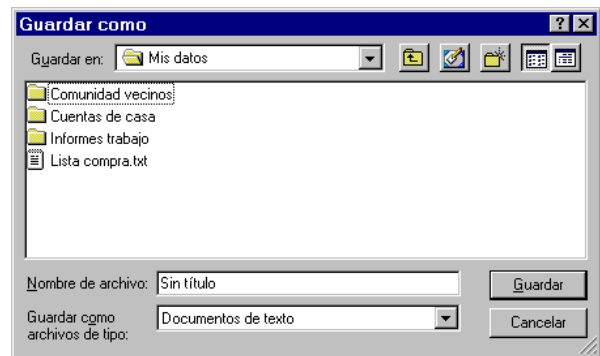 Guardar como
Guardar en: Mis datos
Comunidad vecinos
Cuentas de casa
Informes trabajo
Lista compra.txt
Nombre de archivo: Sin título Guardar
Guardar como archivos de tipo: Documentos de texto Cancelar